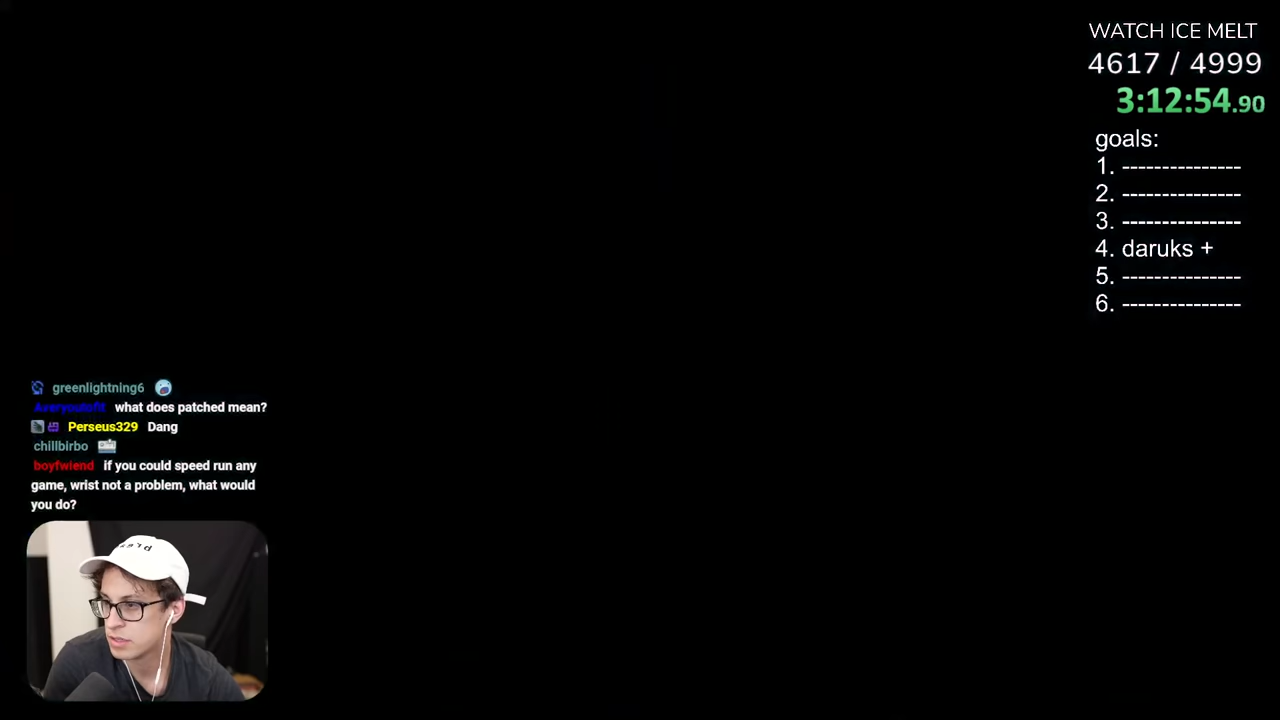 WATCH ICE MELT
4617 / 4999
3:12:54.90
goals:
1. ---------------
2. ---------------
3. ---------------
4. daruks +
5. ---------------
6. ---------------
greenlightning6
what does patched mean?
Perseus329 Dang
chillbirbo
boyfwiend if you could speed run any
game, wrist not a problem, what would
you do?